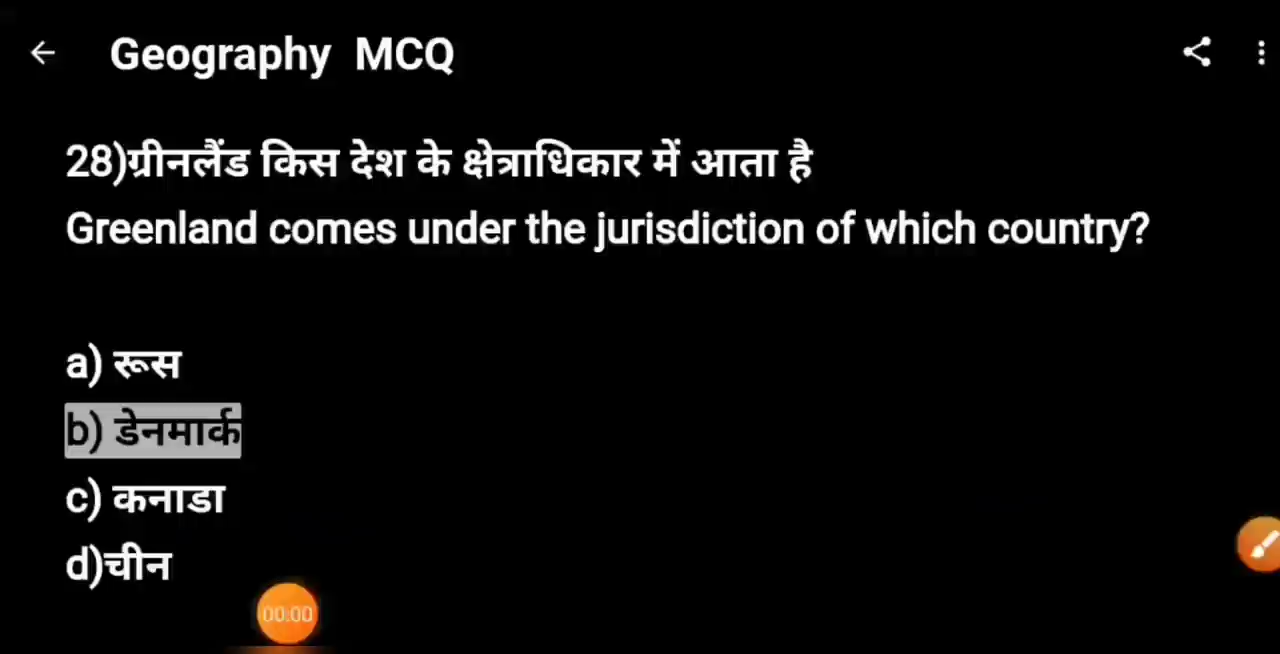 Geography MCQ
28)ग्रीनलैंड किस देश के क्षेत्राधिकार में आता है
Greenland comes under the jurisdiction of which country?
a) रूस
b) डेनमार्क
c) कनाडा
d)चीन
00:00